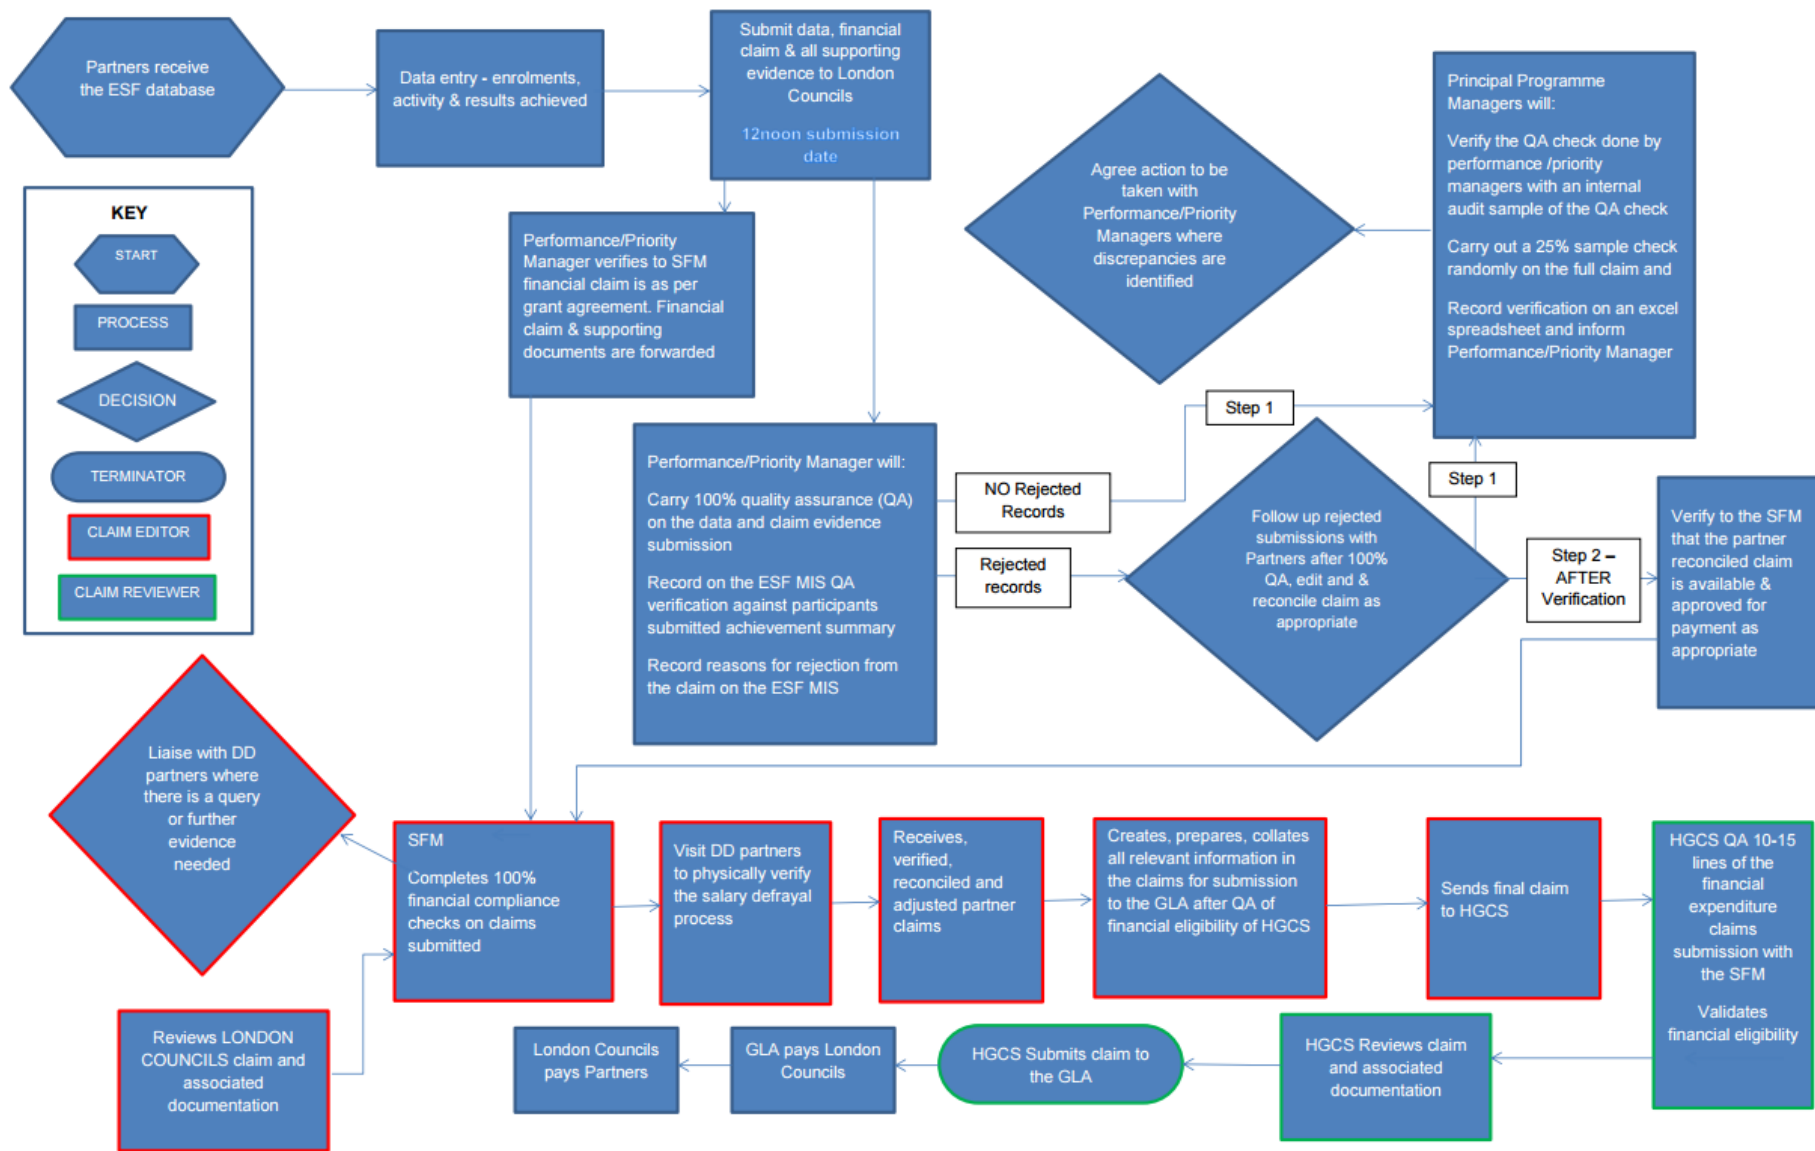 Partners receive
the ESF database
Data entry - enrolments,
activity & results achieved
Submit data, financial
claim & all supporting
evidence to London
Councils
12noon submission
date
Principal Programme
Managers will:
Verify the QA check done by
performance /priority
managers with an internal
audit sample of the QA check
Carry out a 25% sample check
randomly on the full claim and
Record verification on an excel
spreadsheet and inform
Performance/Priority Manager
Agree action to be
taken with
Performance/Priority
Managers where
discrepancies are
identified
KEY
START
PROCESS
DECISION
TERMINATOR
CLAIM EDITOR
CLAIM REVIEWER
Performance/Priority
Manager verifies to SFM
financial claim is as per
grant agreement. Financial
claim & supporting
documents are forwarded
Performance/Priority Manager will:
Carry 100% quality assurance (QA)
on the data and claim evidence
submission
Record on the ESF MIS QA
verification against participants
submitted achievement summary
Record reasons for rejection from
the claim on the ESF MIS
Step 1
NO Rejected
Records
Rejected
records
Follow up rejected
submissions with
Partners after 100%
QA, edit and &
reconcile claim as
appropriate
Step 1
Step 2 –
AFTER
Verification
Verify to the SFM
that the partner
reconciled claim
is available &
approved for
payment as
appropriate
Liaise with DD
partners where
there is a query
or further
evidence
needed
SFM
Completes 100%
financial compliance
checks on claims
submitted
Visit DD partners
to physically verify
the salary defrayal
process
Receives,
verified,
reconciled and
adjusted partner
claims
Creates, prepares, collates
all relevant information in
the claims for submission
to the GLA after QA of
financial eligibility of HGCS
Sends final claim
to HGCS
HGCS QA 10-15
lines of the
financial
expenditure
claims
submission with
the SFM
Validates
financial eligibility
Reviews LONDON
COUNCILS claim and
associated
documentation
London Councils
pays Partners
GLA pays London
Councils
HGCS Submits claim to
the GLA
HGCS Reviews claim
and associated
documentation